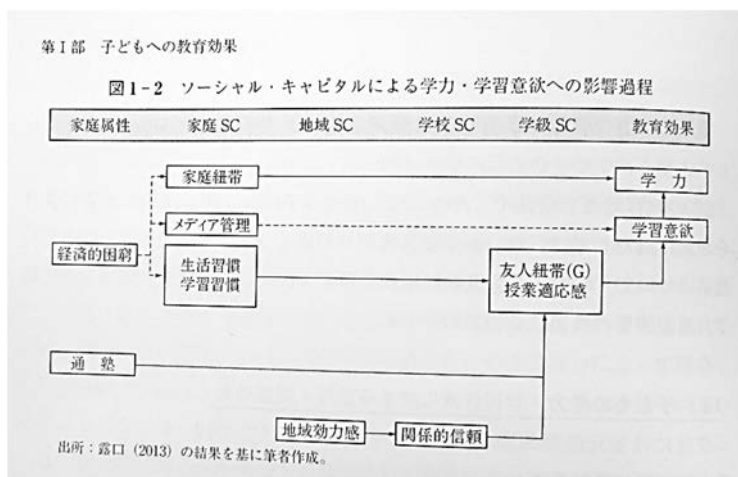 第Ⅰ部 子どもへの教育効果
図1-2 ソーシャル・キャピタルによる学力・学習意欲への影響過程
家庭属性 家庭SC 地域SC 学校SC 学級SC 教育効果
家庭紐帯
学 力
メディア管理
学習意欲
経済的困窮
生活習慣
学習習慣
友人紐帯(G)
授業適応感
通 塾
地域効力感
関係的信頼
出所：露口（2013）の結果を基に筆者作成。